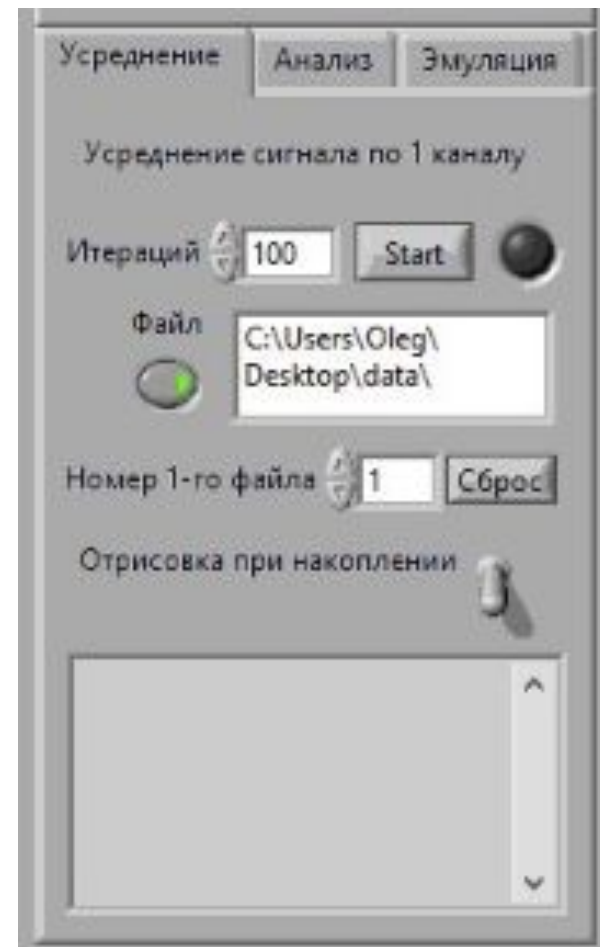 Усреднение Анализ Эмуляция
Усреднение сигнала по 1 каналу
Итераций 100 Start
Файл
C:\Users\Oleg\
Desktop\data\
Номер 1-го файла 1 Сброс
Отрисовка при накоплении